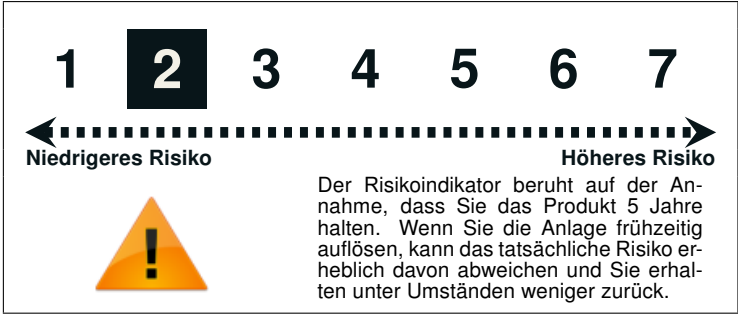 1 2 3 4 5 6 7
Niedrigeres Risiko Höheres Risiko
Der Risikoindikator beruht auf der An-
nahme, dass Sie das Produkt 5 Jahre
halten. Wenn Sie die Anlage frühzeitig
auflösen, kann das tatsächliche Risiko er-
heblich davon abweichen und Sie erhal-
ten unter Umständen weniger zurück.